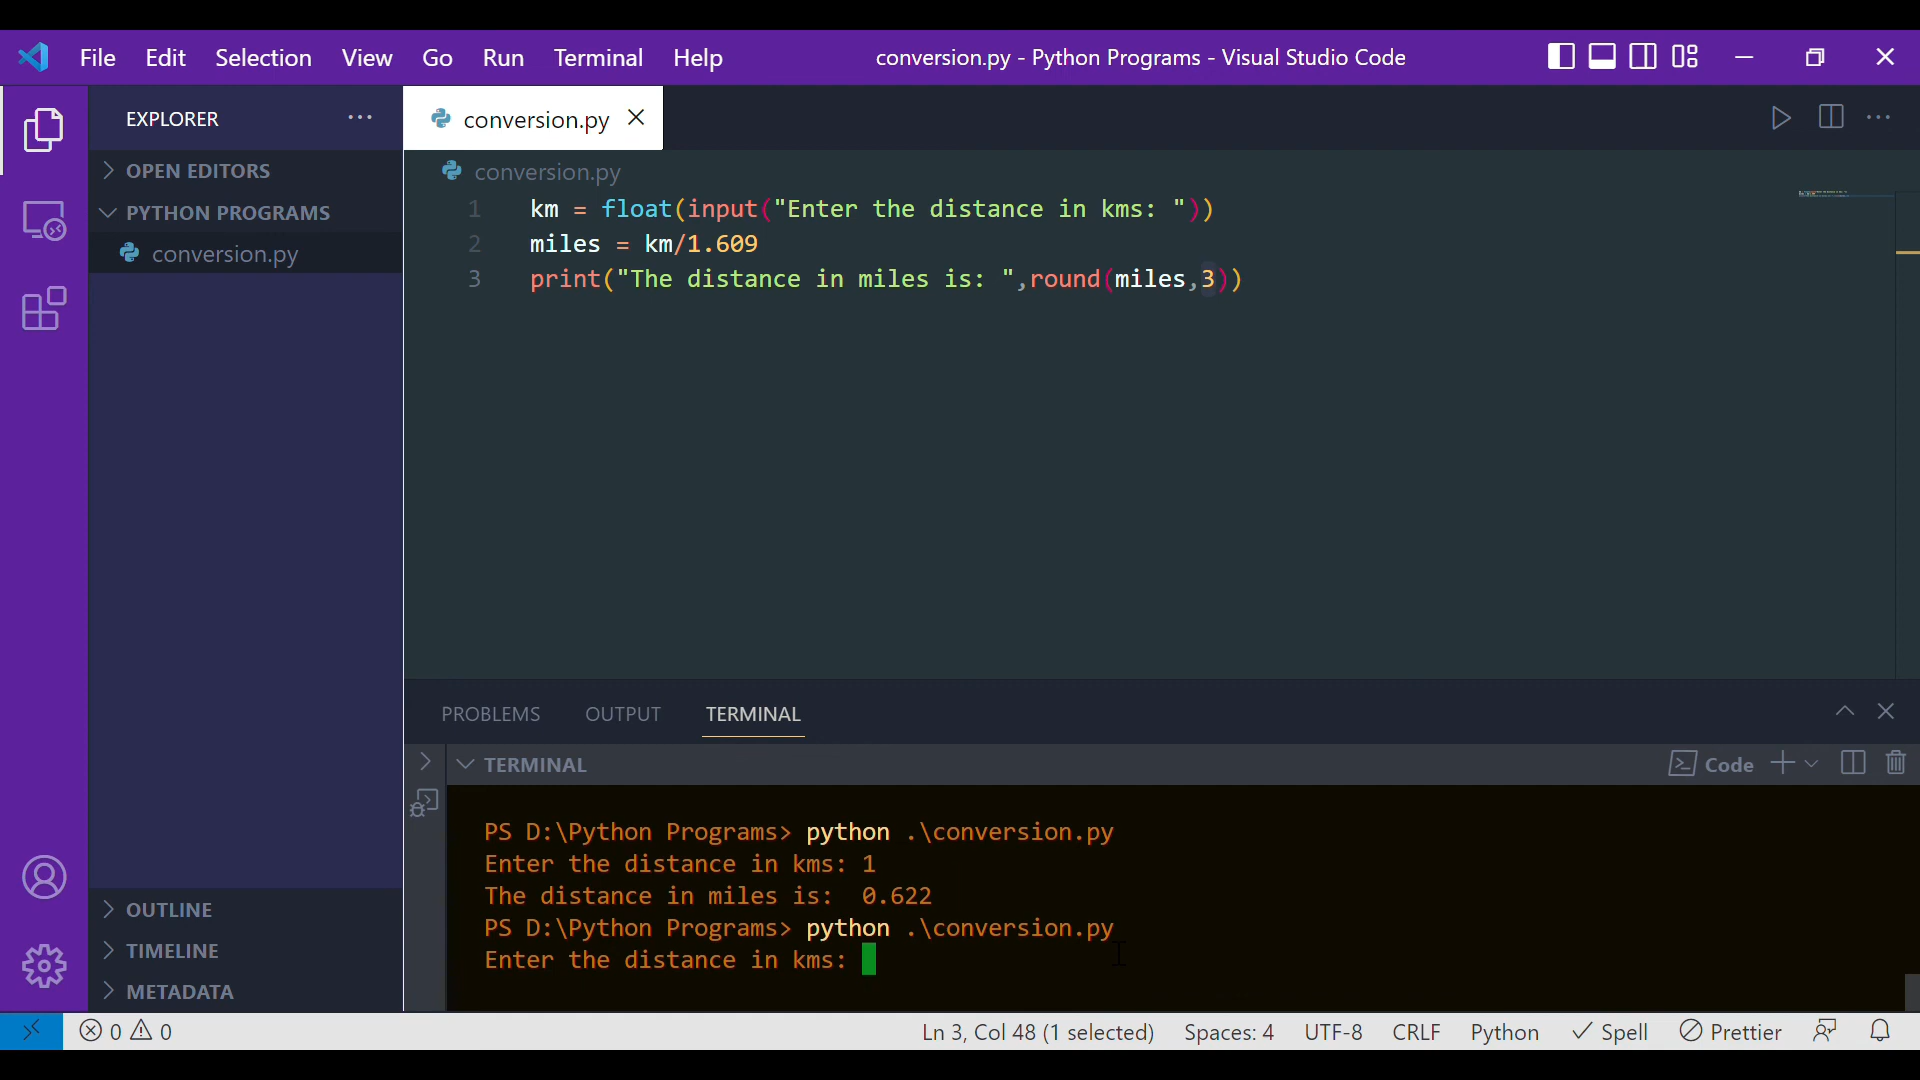 File Edit Selection View Go Run Terminal Help conversion.py - Python Programs - Visual Studio Code
EXPLORER
OPEN EDITORS
PYTHON PROGRAMS
conversion.py
OUTLINE
TIMELINE
METADATA
conversion.py
conversion.py
1 km = float(input("Enter the distance in kms: "))
2 miles = km/1.609
3 print("The distance in miles is: ",round(miles,3))
PROBLEMS OUTPUT TERMINAL
TERMINAL Code
PS D:\Python Programs> python .\conversion.py
Enter the distance in kms: 1
The distance in miles is:  0.622
PS D:\Python Programs> python .\conversion.py
Enter the distance in kms:
0 0 Ln 3, Col 48 (1 selected) Spaces: 4 UTF-8 CRLF Python Spell Prettier